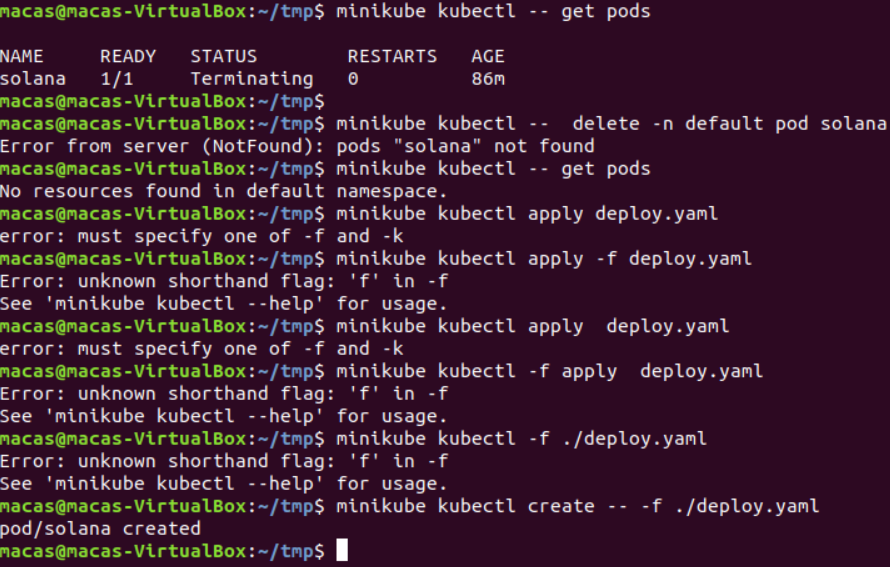 macas@macas-VirtualBox:~/tmp$ minikube kubectl -- get pods
NAME     READY   STATUS        RESTARTS   AGE
solana   1/1     Terminating   0          86m
macas@macas-VirtualBox:~/tmp$
macas@macas-VirtualBox:~/tmp$ minikube kubectl --  delete -n default pod solana
Error from server (NotFound): pods "solana" not found
macas@macas-VirtualBox:~/tmp$ minikube kubectl -- get pods
No resources found in default namespace.
macas@macas-VirtualBox:~/tmp$ minikube kubectl apply deploy.yaml
error: must specify one of -f and -k
macas@macas-VirtualBox:~/tmp$ minikube kubectl apply -f deploy.yaml
Error: unknown shorthand flag: 'f' in -f
See 'minikube kubectl --help' for usage.
macas@macas-VirtualBox:~/tmp$ minikube kubectl apply  deploy.yaml
error: must specify one of -f and -k
macas@macas-VirtualBox:~/tmp$ minikube kubectl -f apply  deploy.yaml
Error: unknown shorthand flag: 'f' in -f
See 'minikube kubectl --help' for usage.
macas@macas-VirtualBox:~/tmp$ minikube kubectl -f ./deploy.yaml
Error: unknown shorthand flag: 'f' in -f
See 'minikube kubectl --help' for usage.
macas@macas-VirtualBox:~/tmp$ minikube kubectl create -- -f ./deploy.yaml
pod/solana created
macas@macas-VirtualBox:~/tmp$